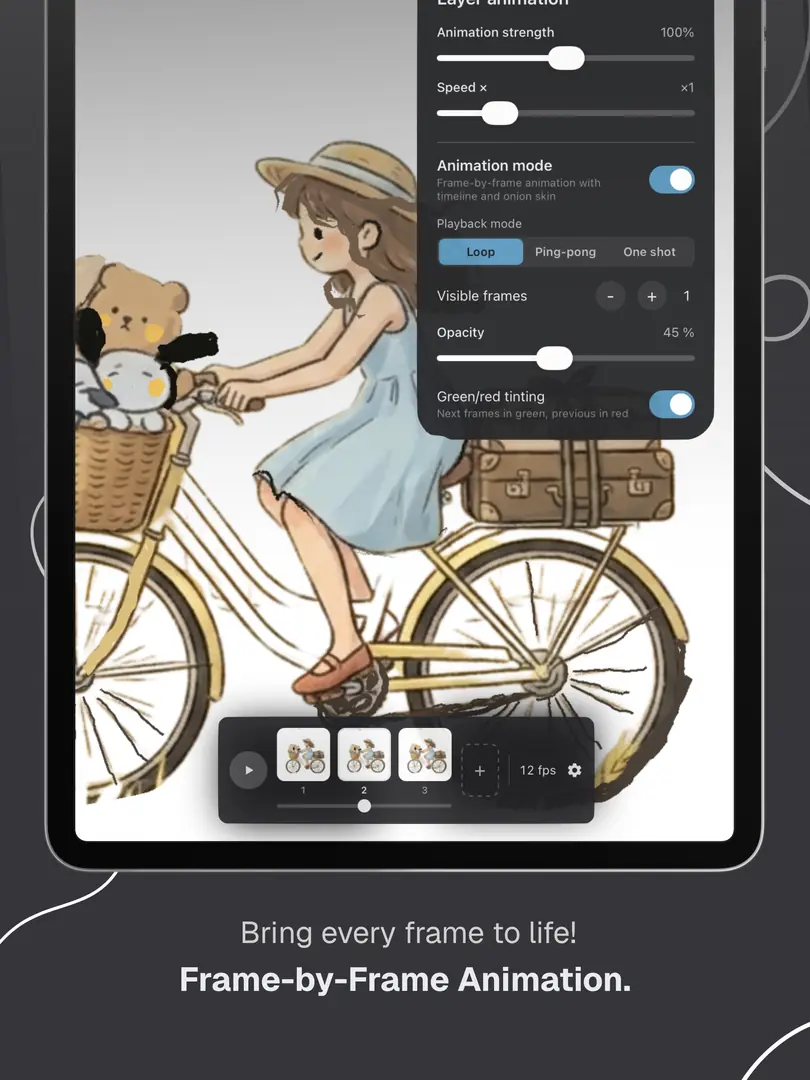 Layer animation
Animation strength 100%
Speed × ×1
Animation mode
Frame-by-frame animation with
timeline and onion skin
Playback mode
Loop Ping-pong One shot
Visible frames - + 1
Opacity 45 %
Green/red tinting
Next frames in green, previous in red
+ 12 fps
1 2 3
Bring every frame to life!
Frame-by-Frame Animation.